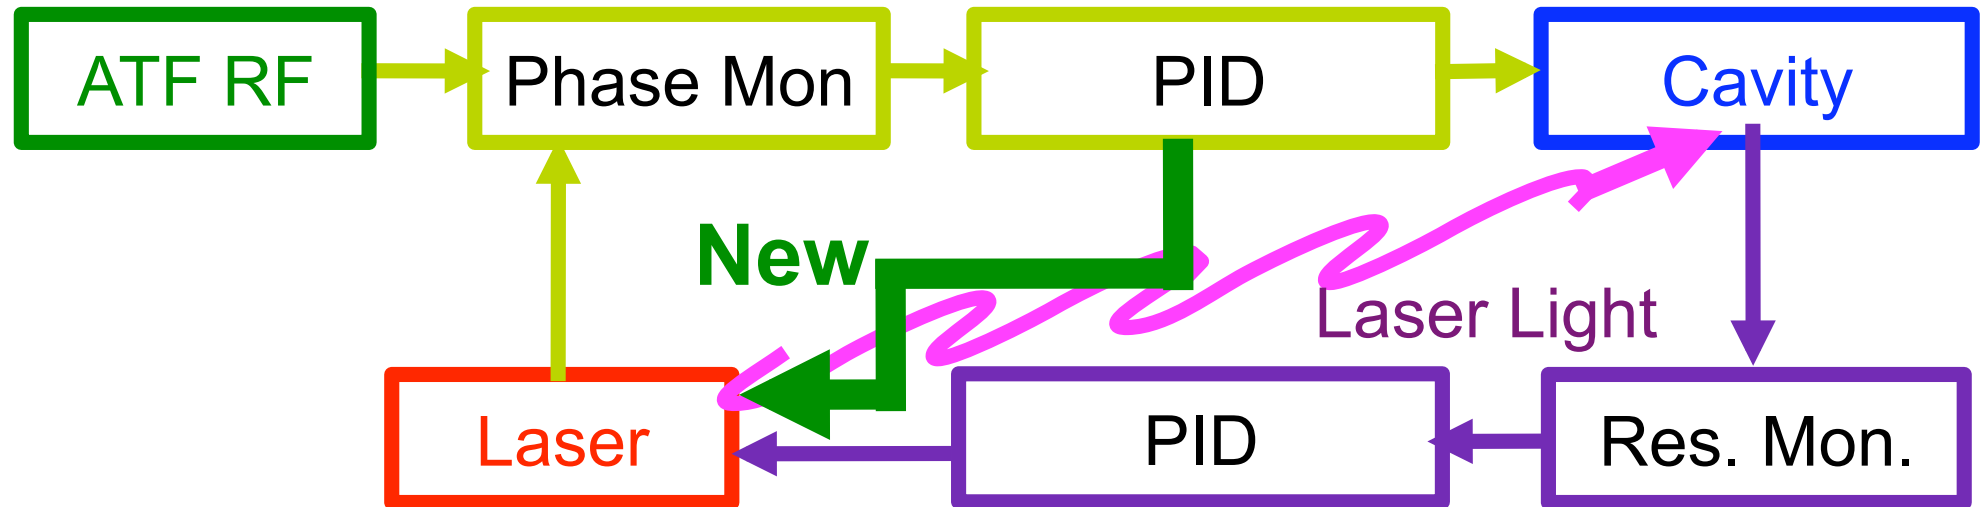 ATF RF
Phase Mon
PID
Cavity
New
Laser Light
Laser
PID
Res. Mon.